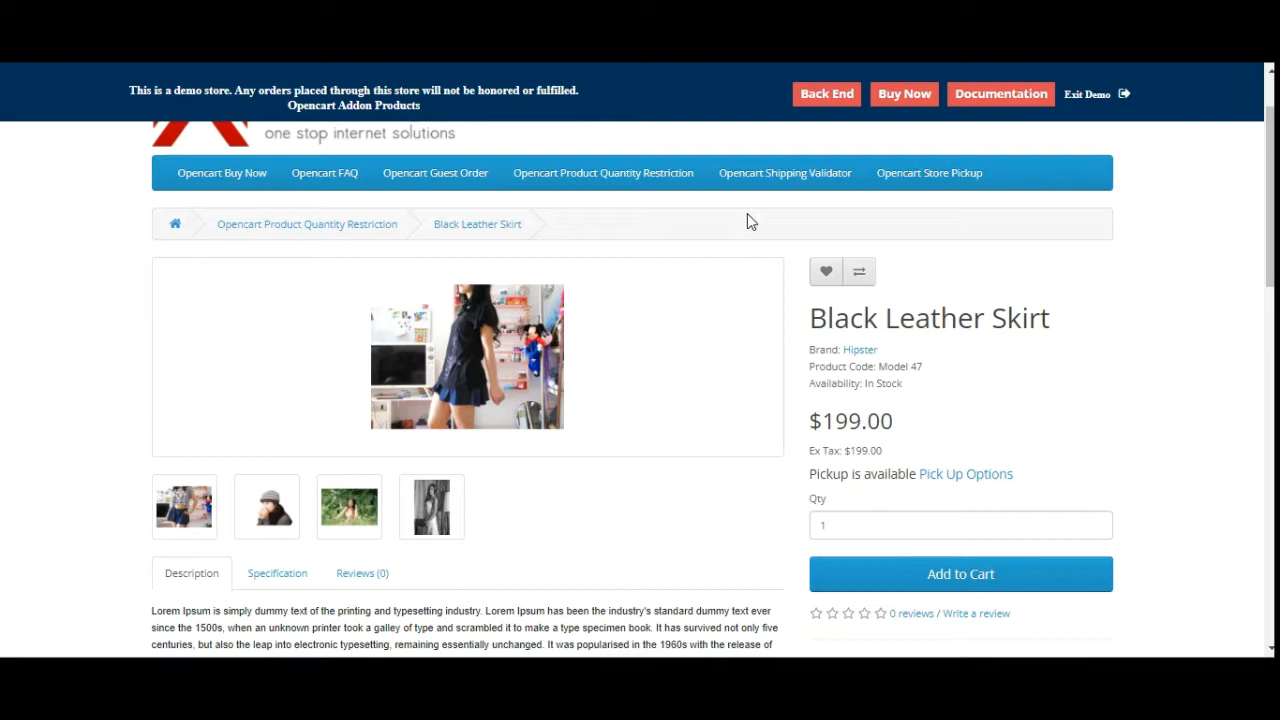 This is a demo store. Any orders placed through this store will not be honored or fulfilled.
Opencart Addon Products
Back End
Buy Now
Documentation
Exit Demo
one stop internet solutions
Opencart Buy Now
Opencart FAQ
Opencart Guest Order
Opencart Product Quantity Restriction
Opencart Shipping Validator
Opencart Store Pickup
Opencart Product Quantity Restriction
Black Leather Skirt
Black Leather Skirt
Brand: Hipster
Product Code: Model 47
Availability: In Stock
$199.00
Ex Tax: $199.00
Pickup is available Pick Up Options
Qty
1
Add to Cart
0 reviews / Write a review
Description
Specification
Reviews (0)
Lorem Ipsum is simply dummy text of the printing and typesetting industry. Lorem Ipsum has been the industry's standard dummy text ever
since the 1500s, when an unknown printer took a galley of type and scrambled it to make a type specimen book. It has survived not only five
centuries, but also the leap into electronic typesetting, remaining essentially unchanged. It was popularised in the 1960s with the release of